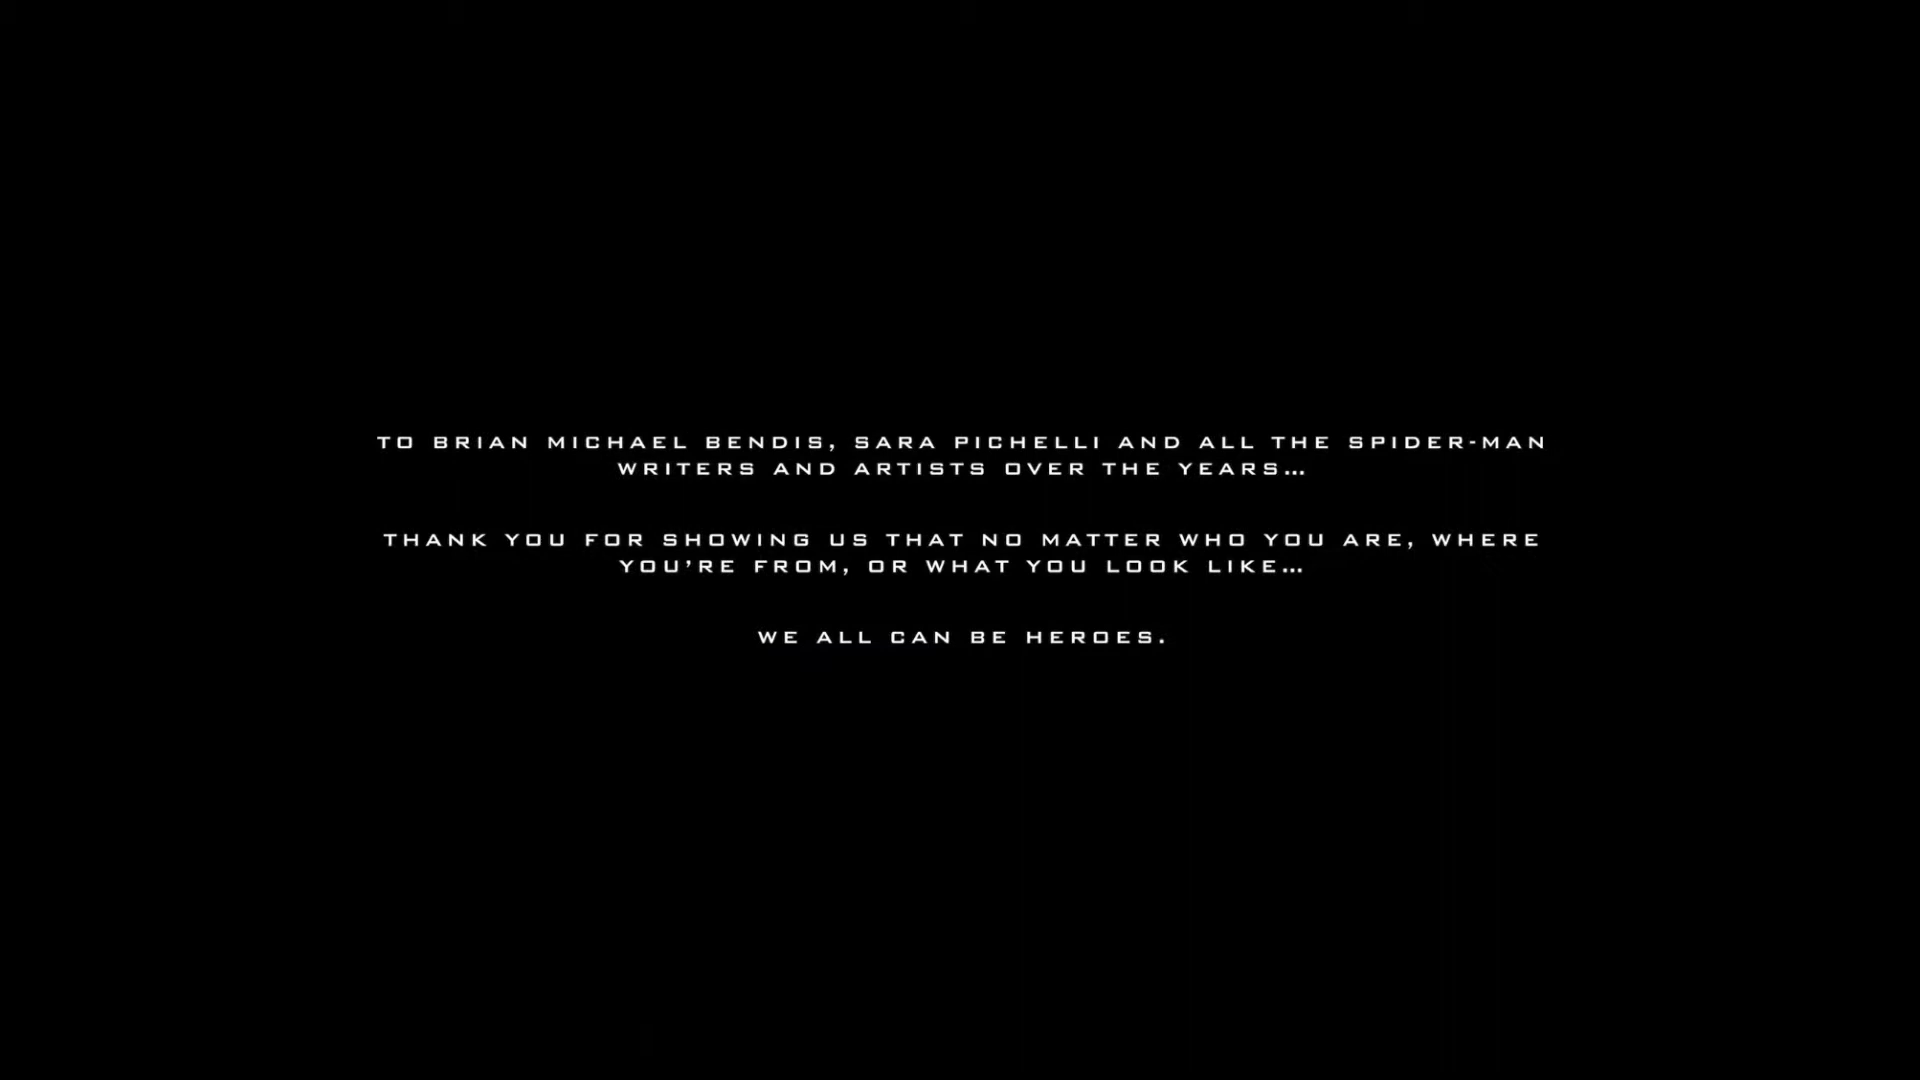 TO BRIAN MICHAEL BENDIS, SARA PICHELLI AND ALL THE SPIDER-MAN
WRITERS AND ARTISTS OVER THE YEARS…
THANK YOU FOR SHOWING US THAT NO MATTER WHO YOU ARE, WHERE
YOU’RE FROM, OR WHAT YOU LOOK LIKE…
WE ALL CAN BE HEROES.